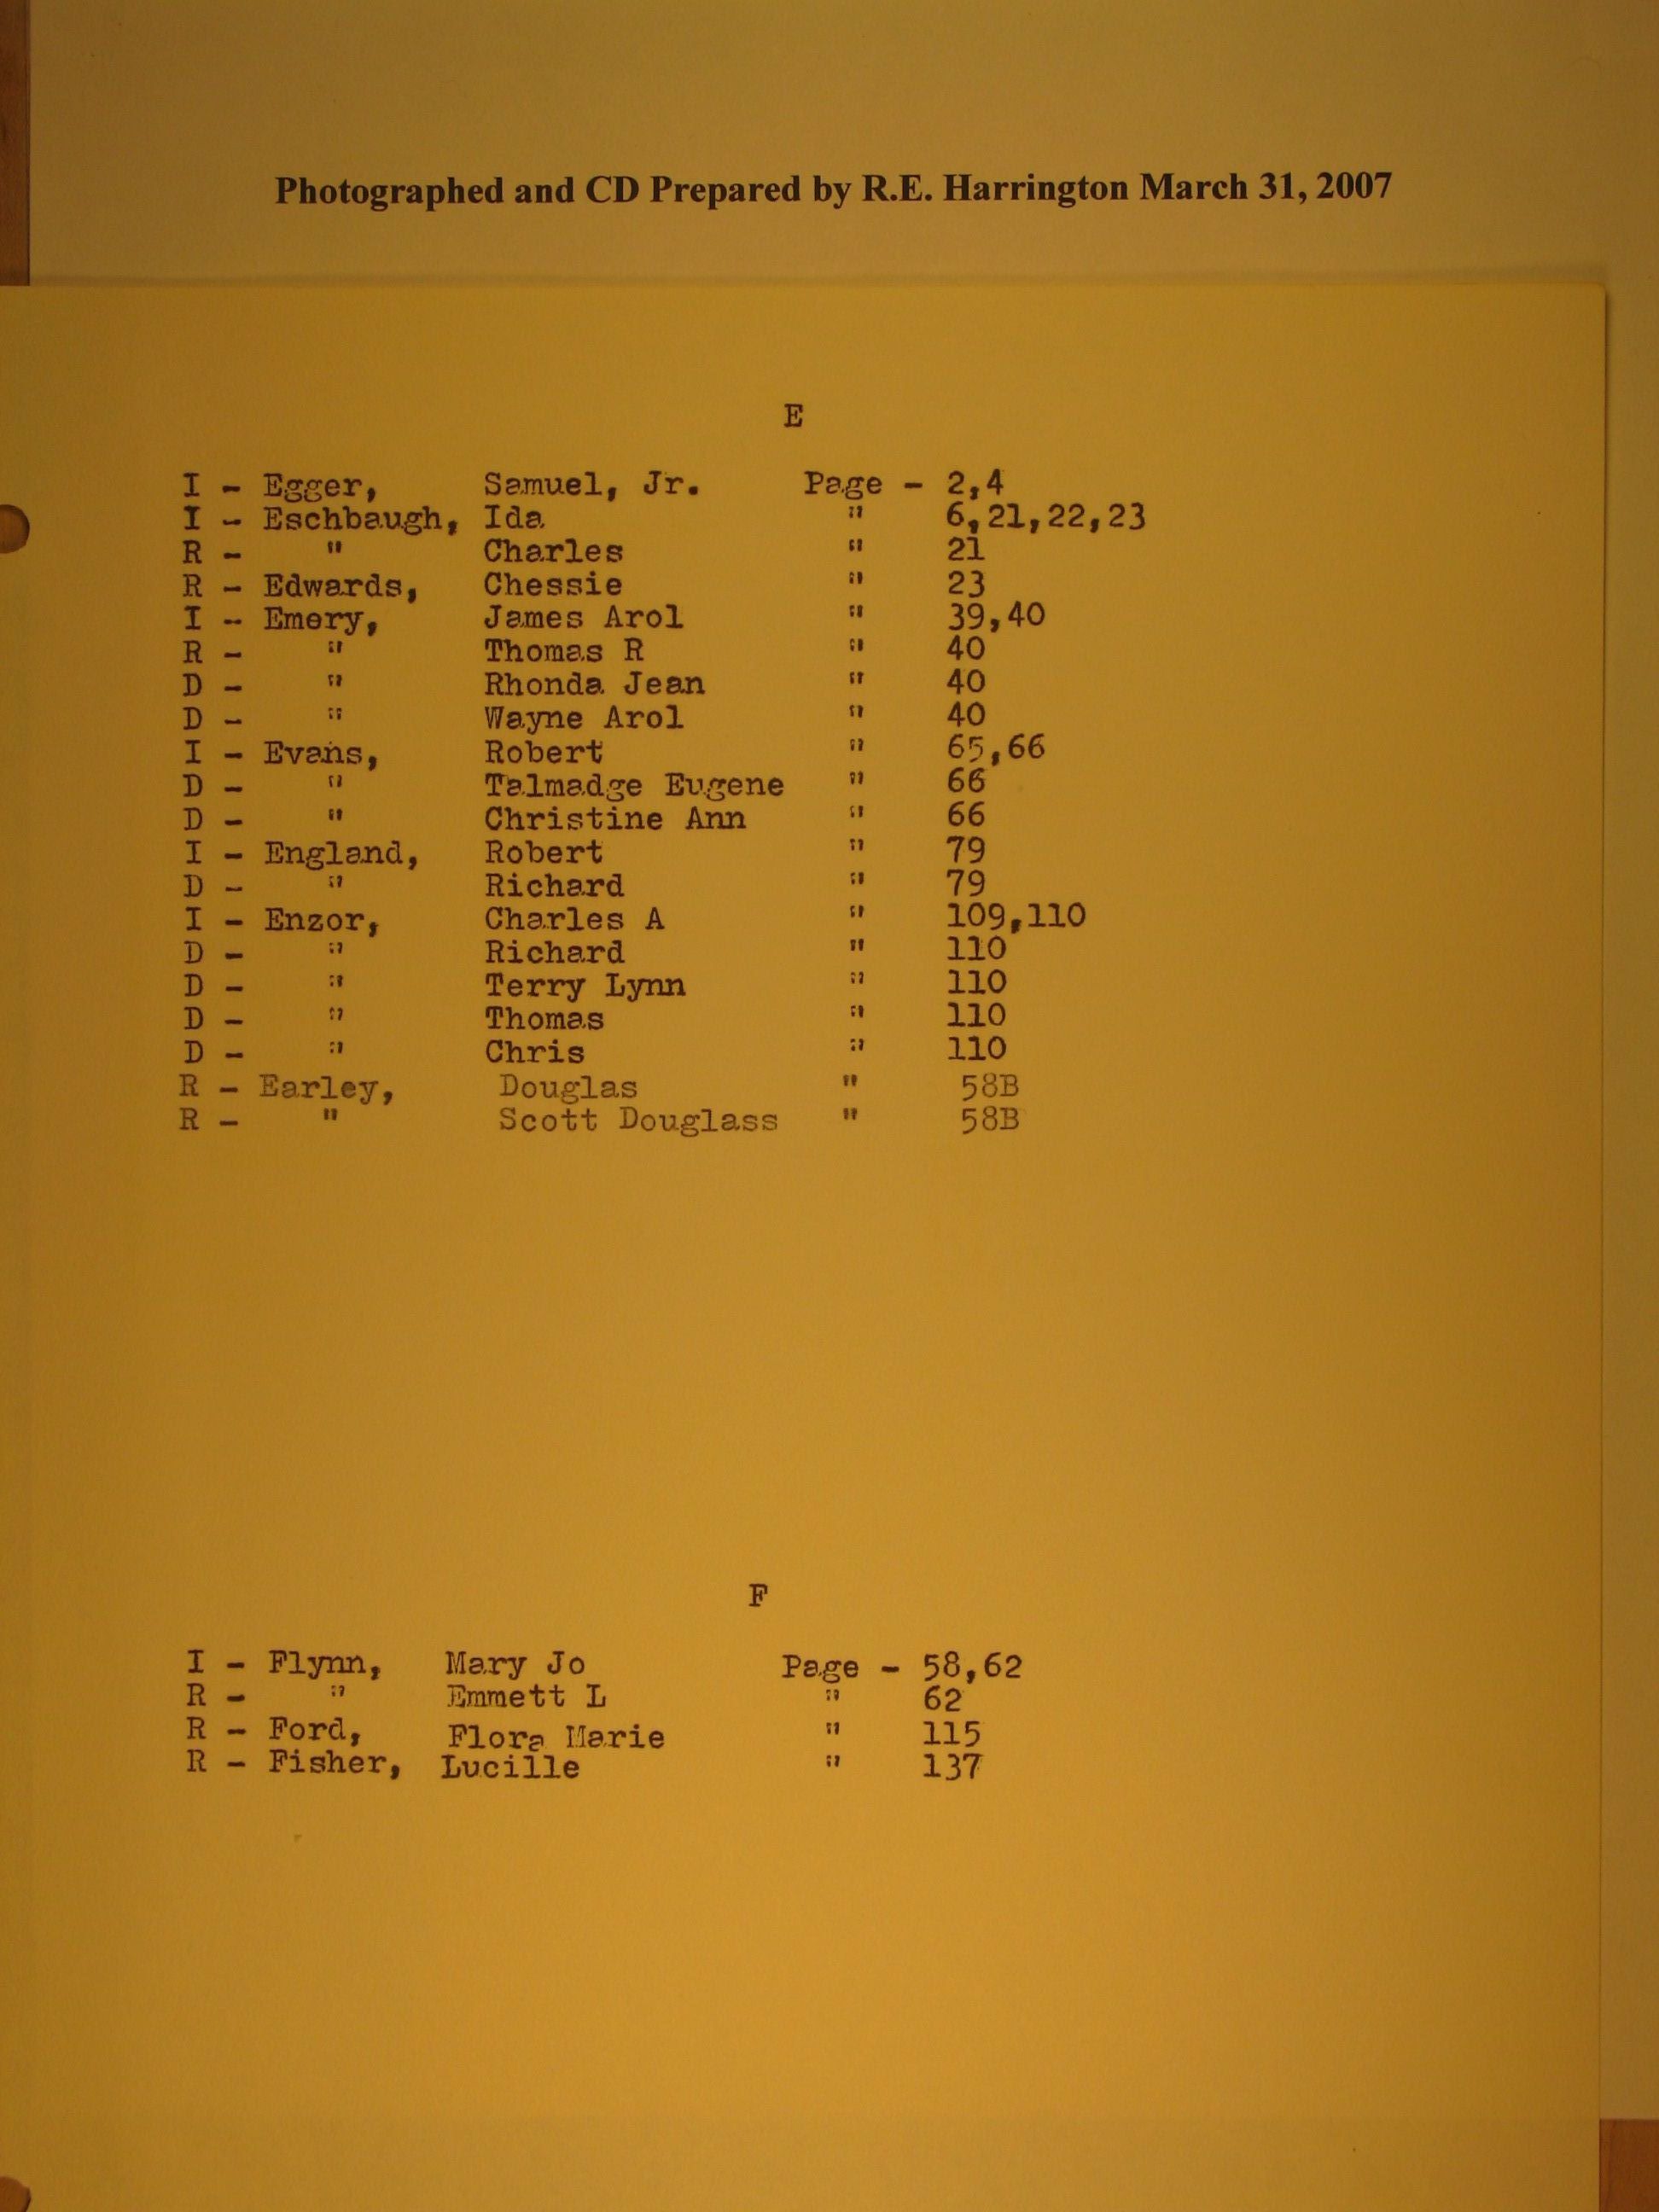 Photographed and CD Prepared by R.E. Harrington March 31, 2007
E
I - Egger, Samuel, Jr. Page - 2,4
I - Eschbaugh, Ida " 6,21,22,23
R - " Charles " 21
R - Edwards, Chessie " 23
I - Emery, James Arol " 39,40
R - " Thomas R " 40
D - " Rhonda Jean " 40
D - " Wayne Arol " 40
I - Evans, Robert " 65,66
D - " Talmadge Eugene " 66
D - " Christine Ann " 66
I - England, Robert " 79
D - " Richard " 79
I - Enzor, Charles A " 109,110
D - " Richard " 110
D - " Terry Lynn " 110
D - " Thomas " 110
D - " Chris " 110
R - Earley, Douglas " 58B
R - " Scott Douglass " 58B
F
I - Flynn, Mary Jo Page - 58,62
R - " Emmett L " 62
R - Ford, Flora Marie " 115
R - Fisher, Lucille " 137